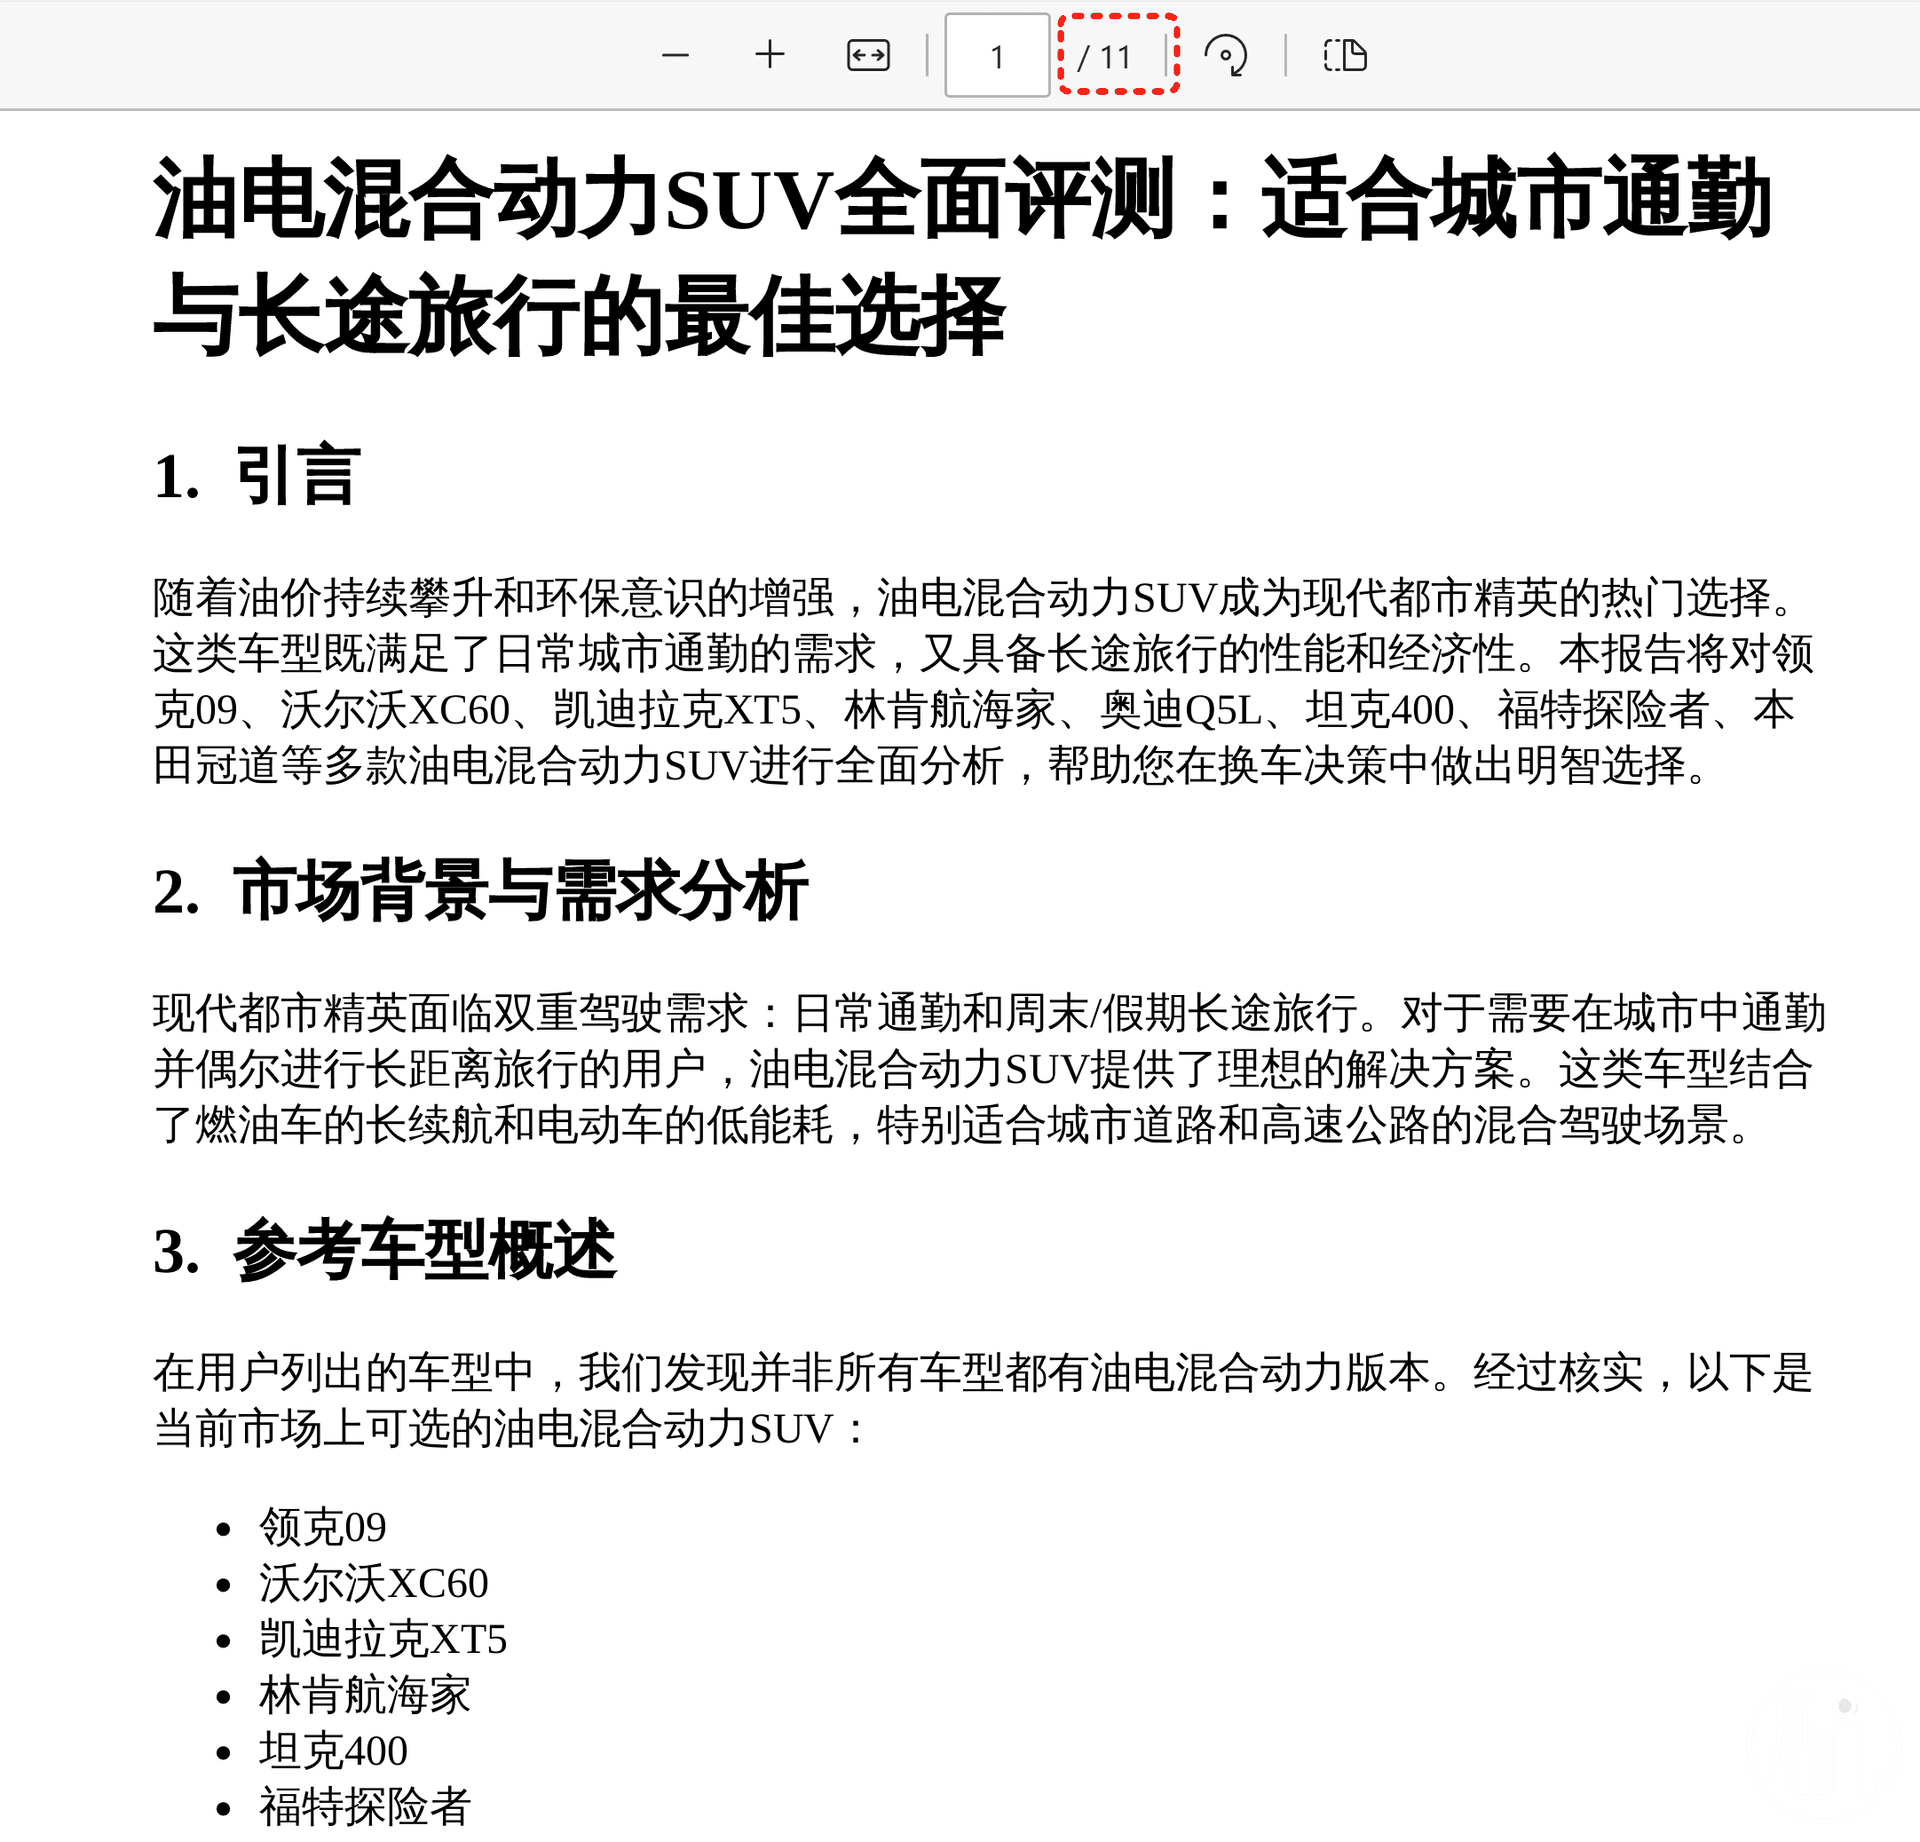 1 / 11
油电混合动力SUV全面评测：适合城市通勤
与长途旅行的最佳选择
1. 引言
随着油价持续攀升和环保意识的增强，油电混合动力SUV成为现代都市精英的热门选择。
这类车型既满足了日常城市通勤的需求，又具备长途旅行的性能和经济性。本报告将对领
克09、沃尔沃XC60、凯迪拉克XT5、林肯航海家、奥迪Q5L、坦克400、福特探险者、本
田冠道等多款油电混合动力SUV进行全面分析，帮助您在换车决策中做出明智选择。
2. 市场背景与需求分析
现代都市精英面临双重驾驶需求：日常通勤和周末/假期长途旅行。对于需要在城市中通勤
并偶尔进行长距离旅行的用户，油电混合动力SUV提供了理想的解决方案。这类车型结合
了燃油车的长续航和电动车的低能耗，特别适合城市道路和高速公路的混合驾驶场景。
3. 参考车型概述
在用户列出的车型中，我们发现并非所有车型都有油电混合动力版本。经过核实，以下是
当前市场上可选的油电混合动力SUV：
• 领克09
• 沃尔沃XC60
• 凯迪拉克XT5
• 林肯航海家
• 坦克400
• 福特探险者